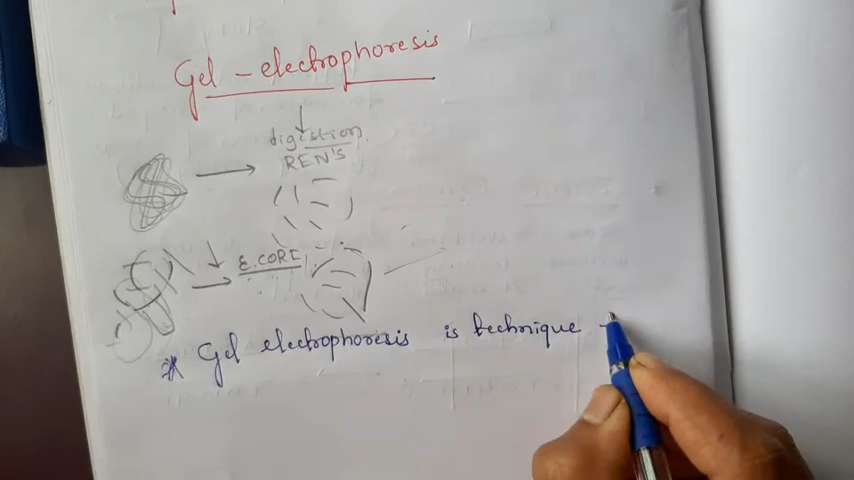 Gel - electrophoresis
digestion.
REN'S
E.CORI
* Gel electrophoresis is technique